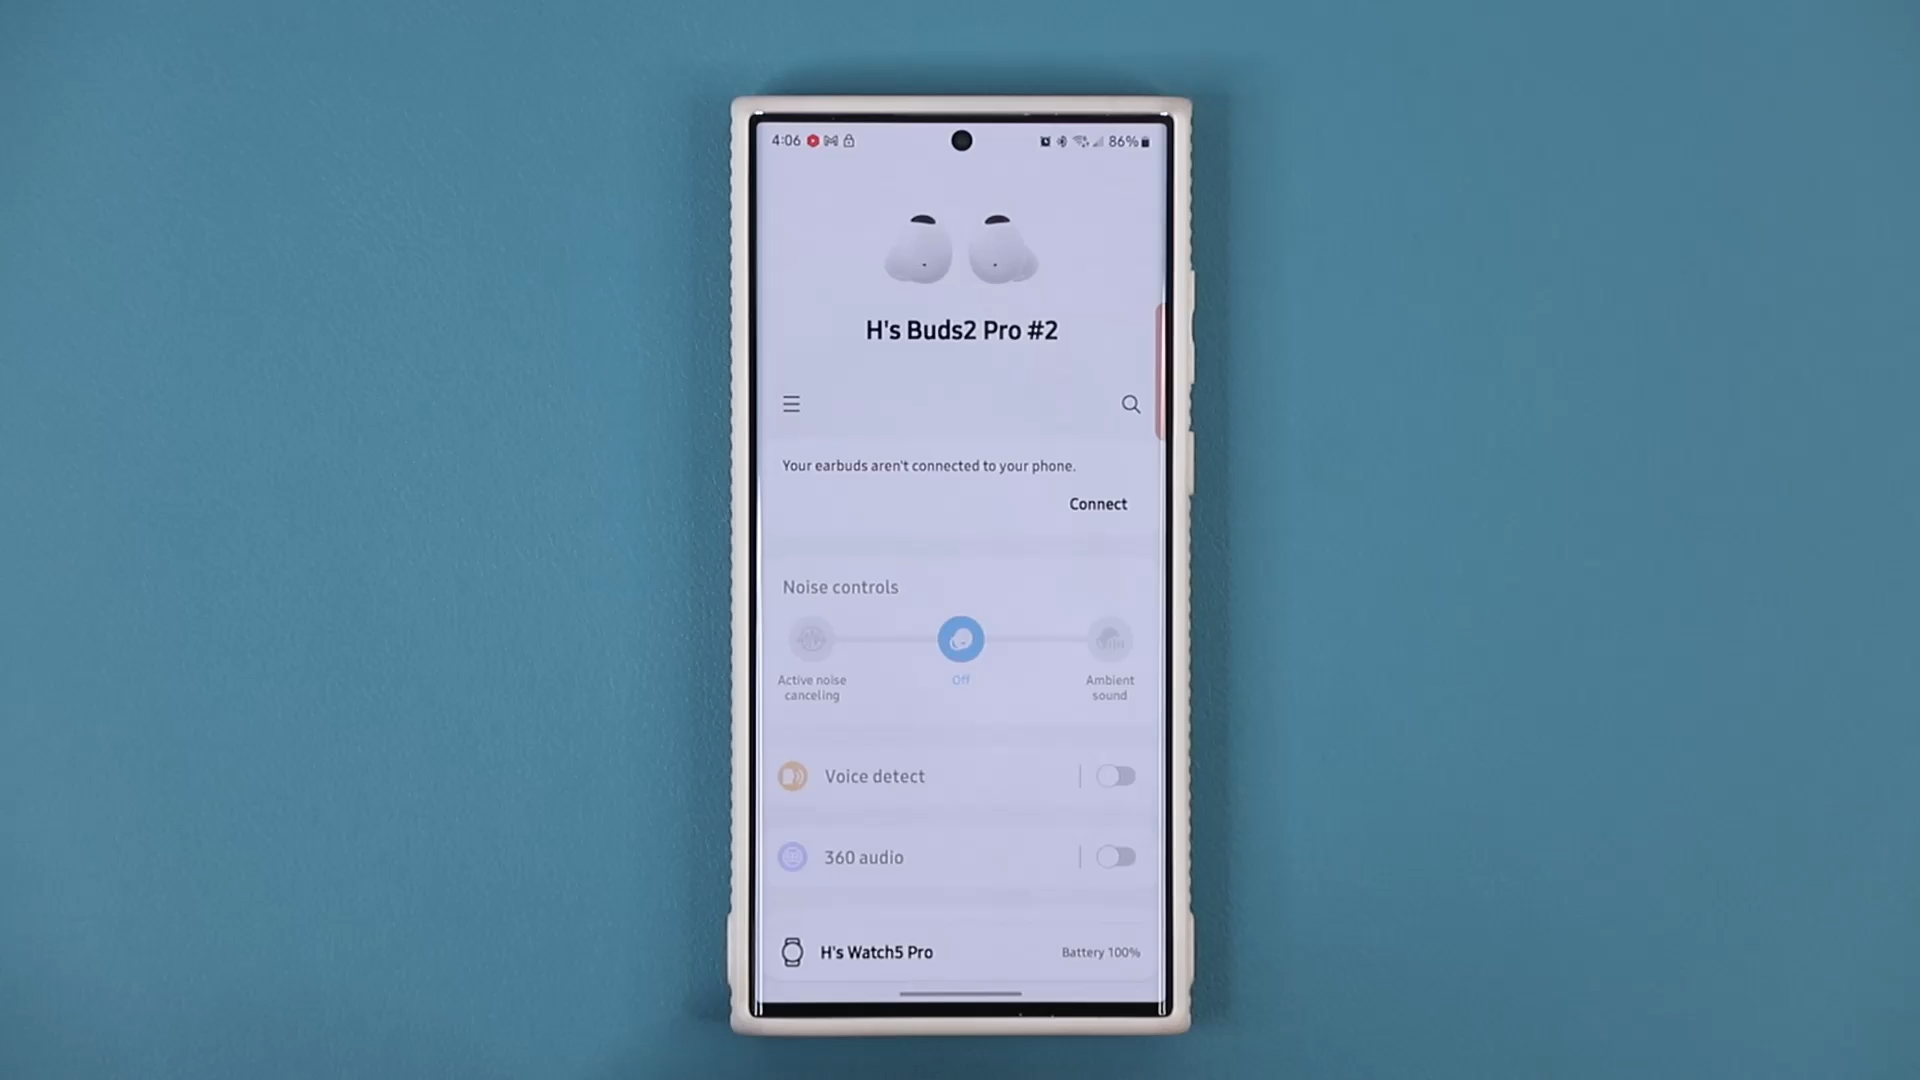 4:06
86%
H's Buds2 Pro #2
Your earbuds aren't connected to your phone.
Connect
Noise controls
Active noise
canceling
Off
Ambient
sound
Voice detect
360 audio
H's Watch5 Pro
Battery 100%